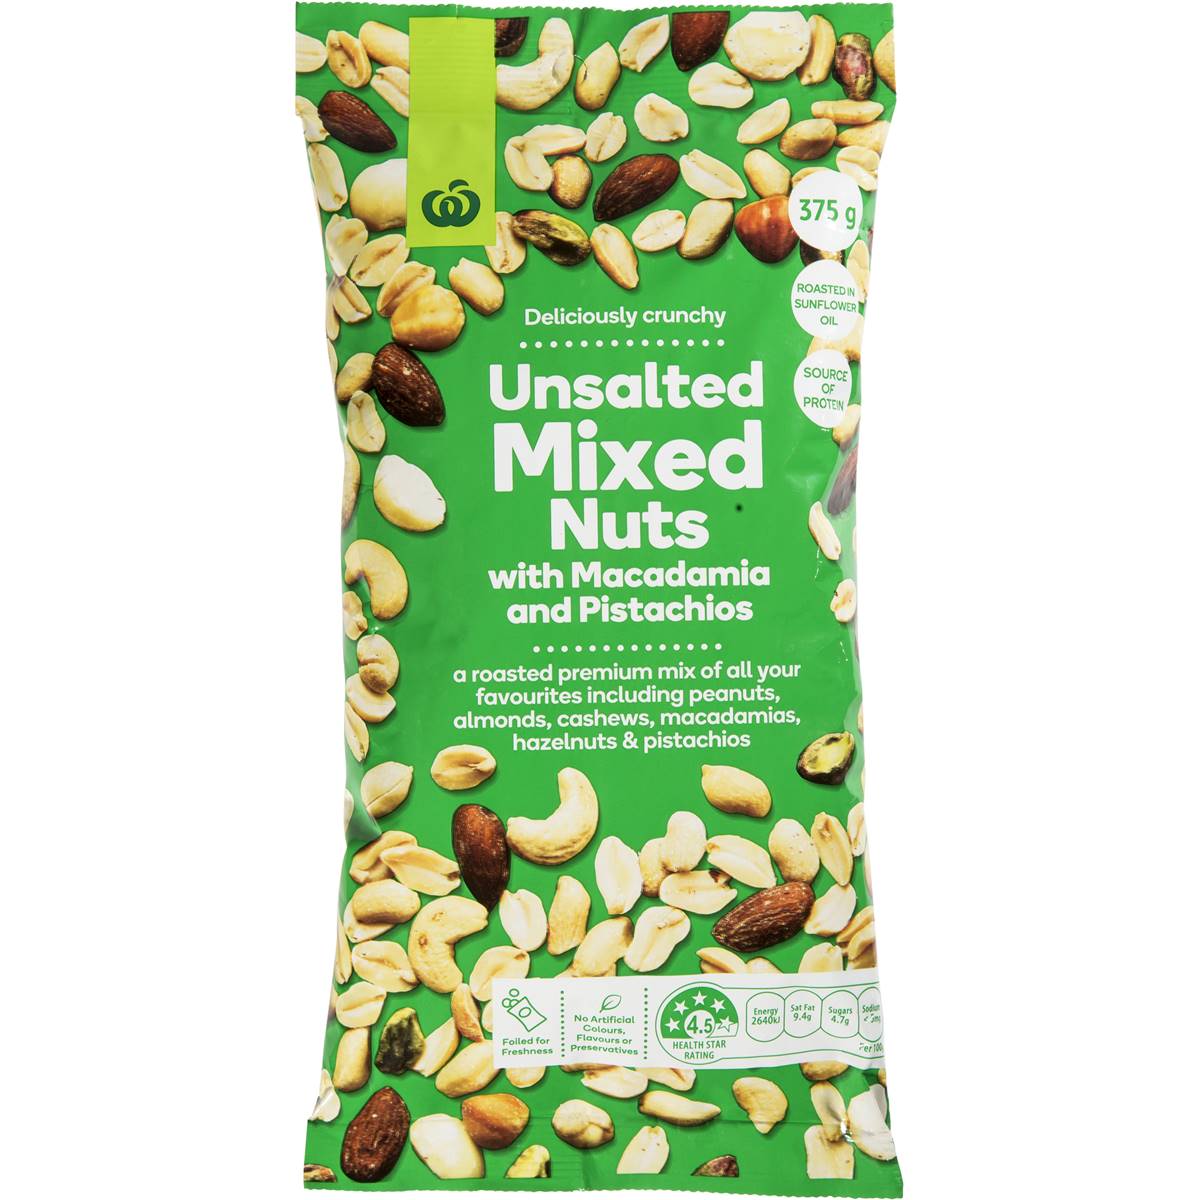 375 g
ROASTED IN
SUNFLOWER
OIL
SOURCE
OF
PROTEIN
Deliciously crunchy
Unsalted
Mixed
Nuts
with Macadamia
and Pistachios
a roasted premium mix of all your
favourites including peanuts,
almonds, cashews, macadamias,
hazelnuts & pistachios
Foiled for
Freshness
No Artificial
Colours,
Flavours or
Preservatives
4.5
HEALTH STAR
RATING
Energy
2640kJ
Sat Fat
9.4g
Sugars
4.7g
Sodium
<5mg